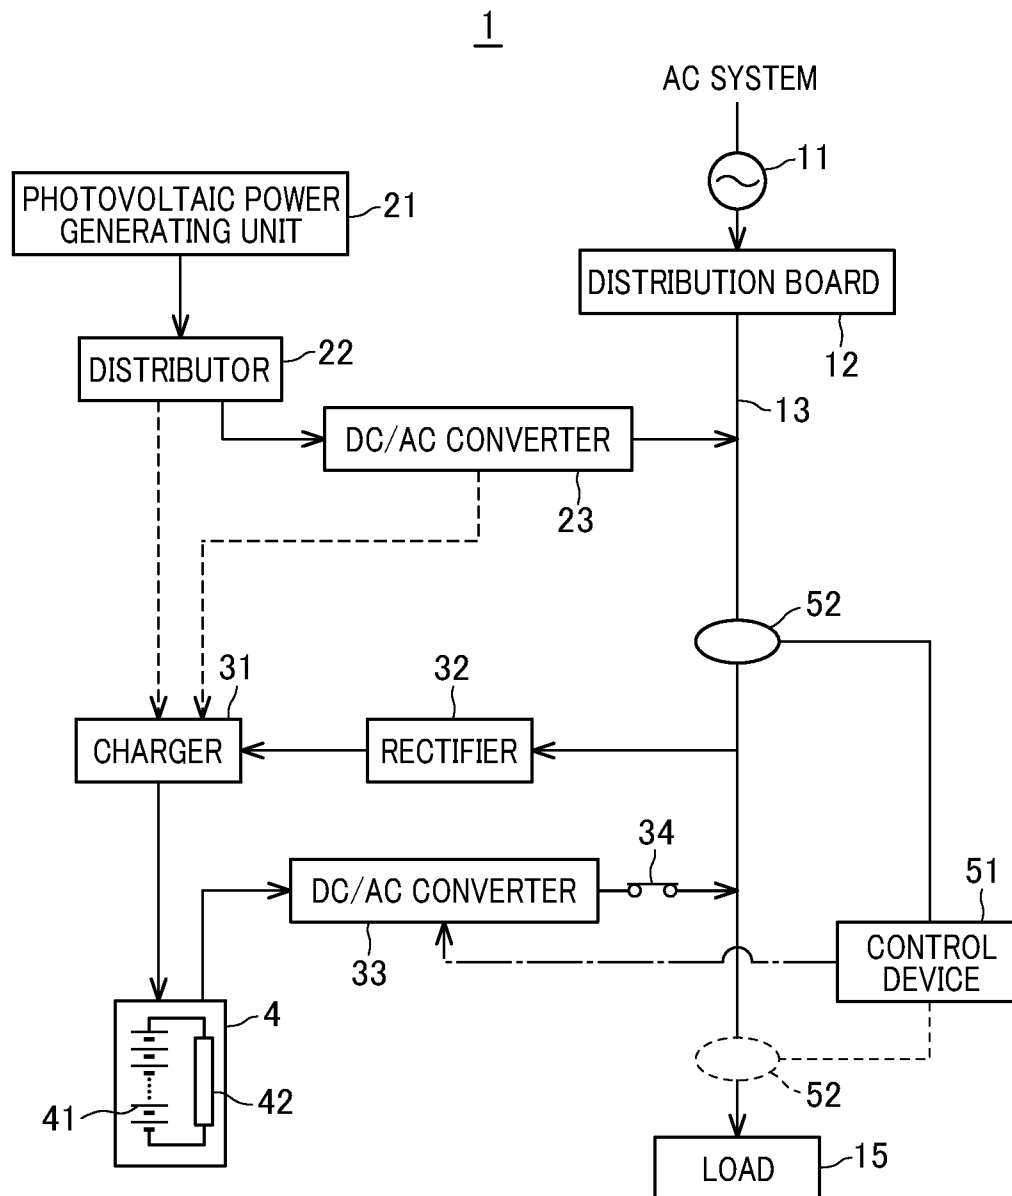 1
AC SYSTEM
11
PHOTOVOLTAIC POWER
GENERATING UNIT
21
DISTRIBUTION BOARD
12
DISTRIBUTOR
22
13
DC/AC CONVERTER
23
52
31
32
CHARGER
RECTIFIER
34
DC/AC CONVERTER
33
51
CONTROL
DEVICE
4
41
42
52
LOAD
15